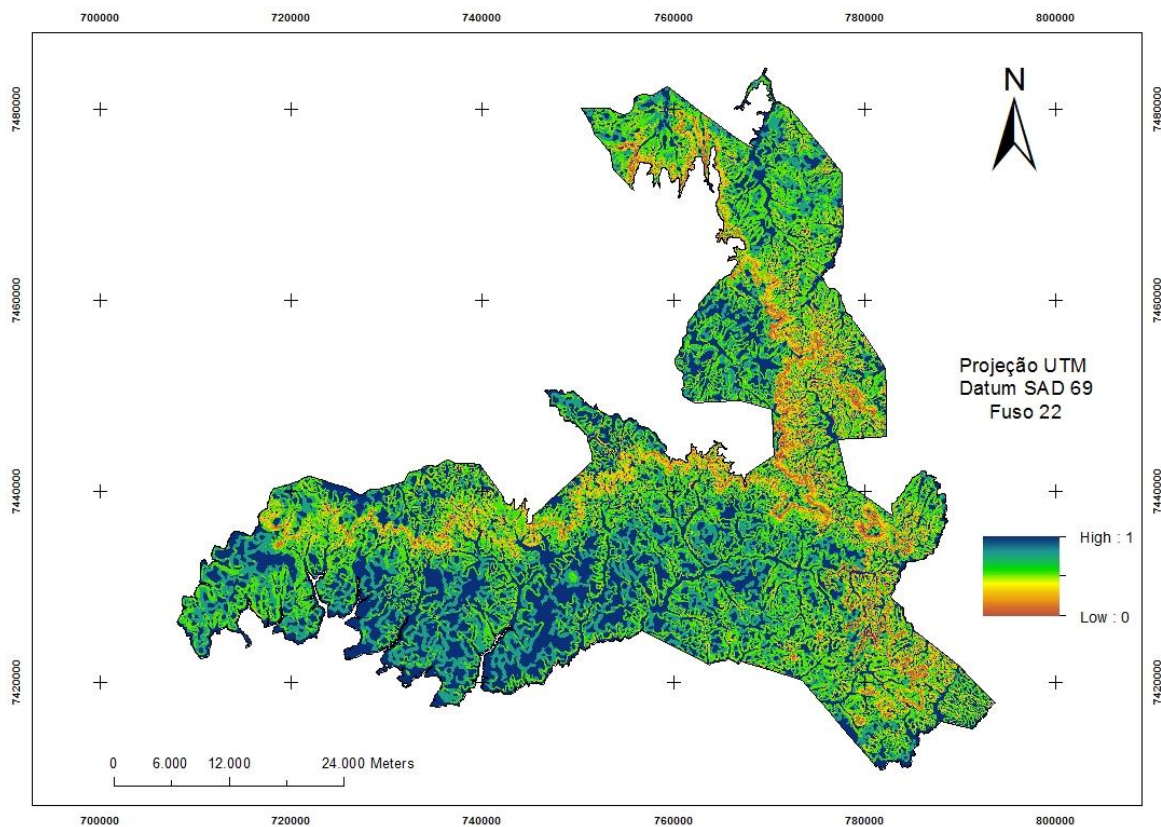 700000 720000 740000 760000 780000 800000
7480000 7480000
N
7460000 7460000
Projeção UTM
Datum SAD 69
Fuso 22
7440000 7440000
High : 1
Low : 0
7420000 7420000
0 6.000 12.000 24.000 Meters
700000 720000 740000 760000 780000 800000